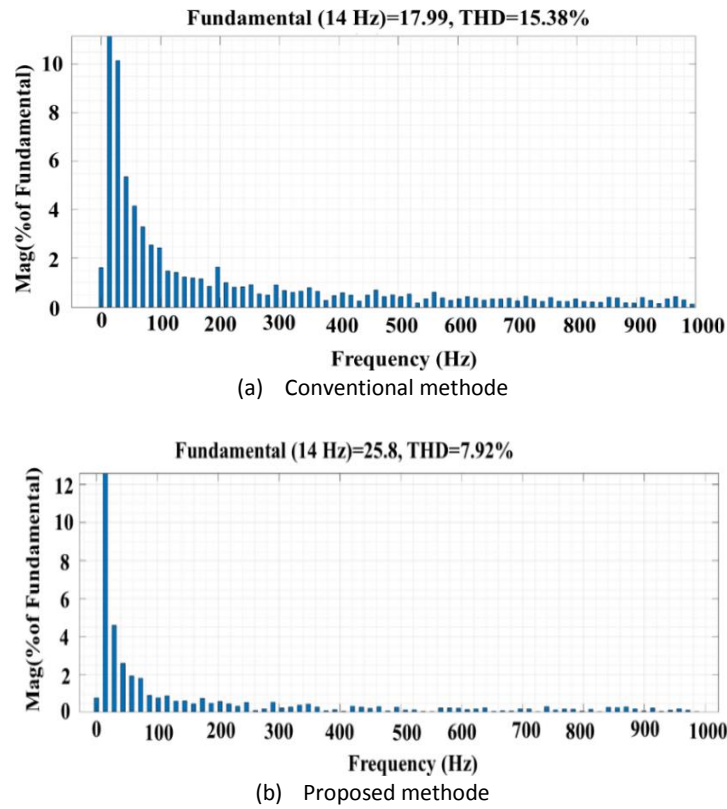 Fundamental (14 Hz)=17.99, THD=15.38%
Mag(%of Fundamental)
10
8
6
4
2
0
0 100 200 300 400 500 600 700 800 900 1000
Frequency (Hz)
(a) Conventional methode
Fundamental (14 Hz)=25.8, THD=7.92%
Mag(%of Fundamental)
12
10
8
6
4
2
0
0 100 200 300 400 500 600 700 800 900 1000
Frequency (Hz)
(b) Proposed methode